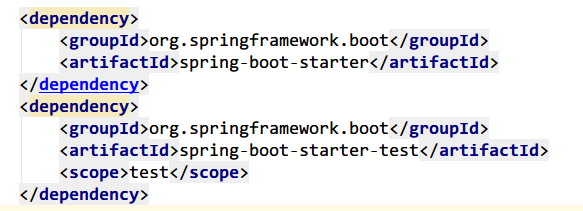 <dependency>
    <groupId>org.springframework.boot</groupId>
    <artifactId>spring-boot-starter</artifactId>
</dependency>
<dependency>
    <groupId>org.springframework.boot</groupId>
    <artifactId>spring-boot-starter-test</artifactId>
    <scope>test</scope>
</dependency>